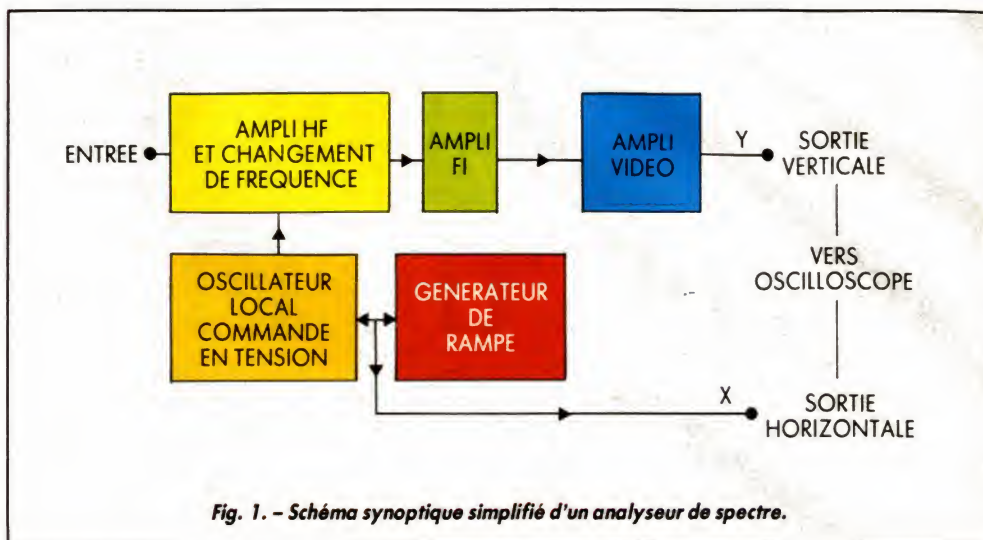 ENTREE
AMPLI HF
ET CHANGEMENT
DE FREQUENCE
AMPLI
FI
AMPLI
VIDEO
Y
SORTIE
VERTICALE
VERS
OSCILLOSCOPE
OSCILLATEUR
LOCAL
COMMANDE
EN TENSION
GENERATEUR
DE
RAMPE
X
SORTIE
HORIZONTALE
Fig. 1. – Schéma synoptique simplifié d'un analyseur de spectre.